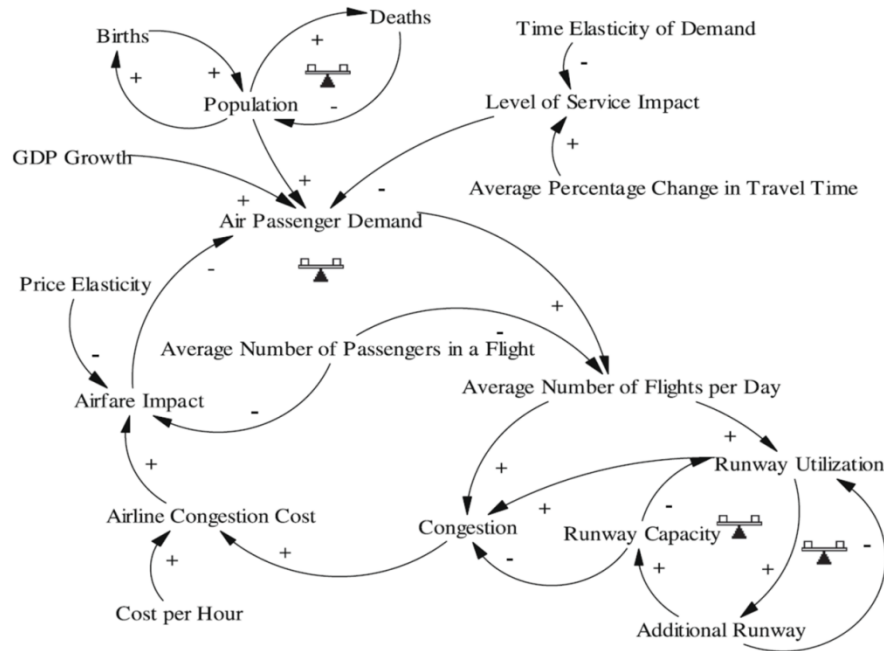 Deaths
Births
Time Elasticity of Demand
+
-
+
+
-
Population
-
Level of Service Impact
GDP Growth
+
+
+
-
Average Percentage Change in Travel Time
Air Passenger Demand
-
Price Elasticity
+
-
Average Number of Passengers in a Flight
-
Average Number of Flights per Day
Airfare Impact
-
+
+
+
Runway Utilization
Airline Congestion Cost
Congestion
+
-
Runway Capacity
-
+
+
-
+
+
Cost per Hour
Additional Runway